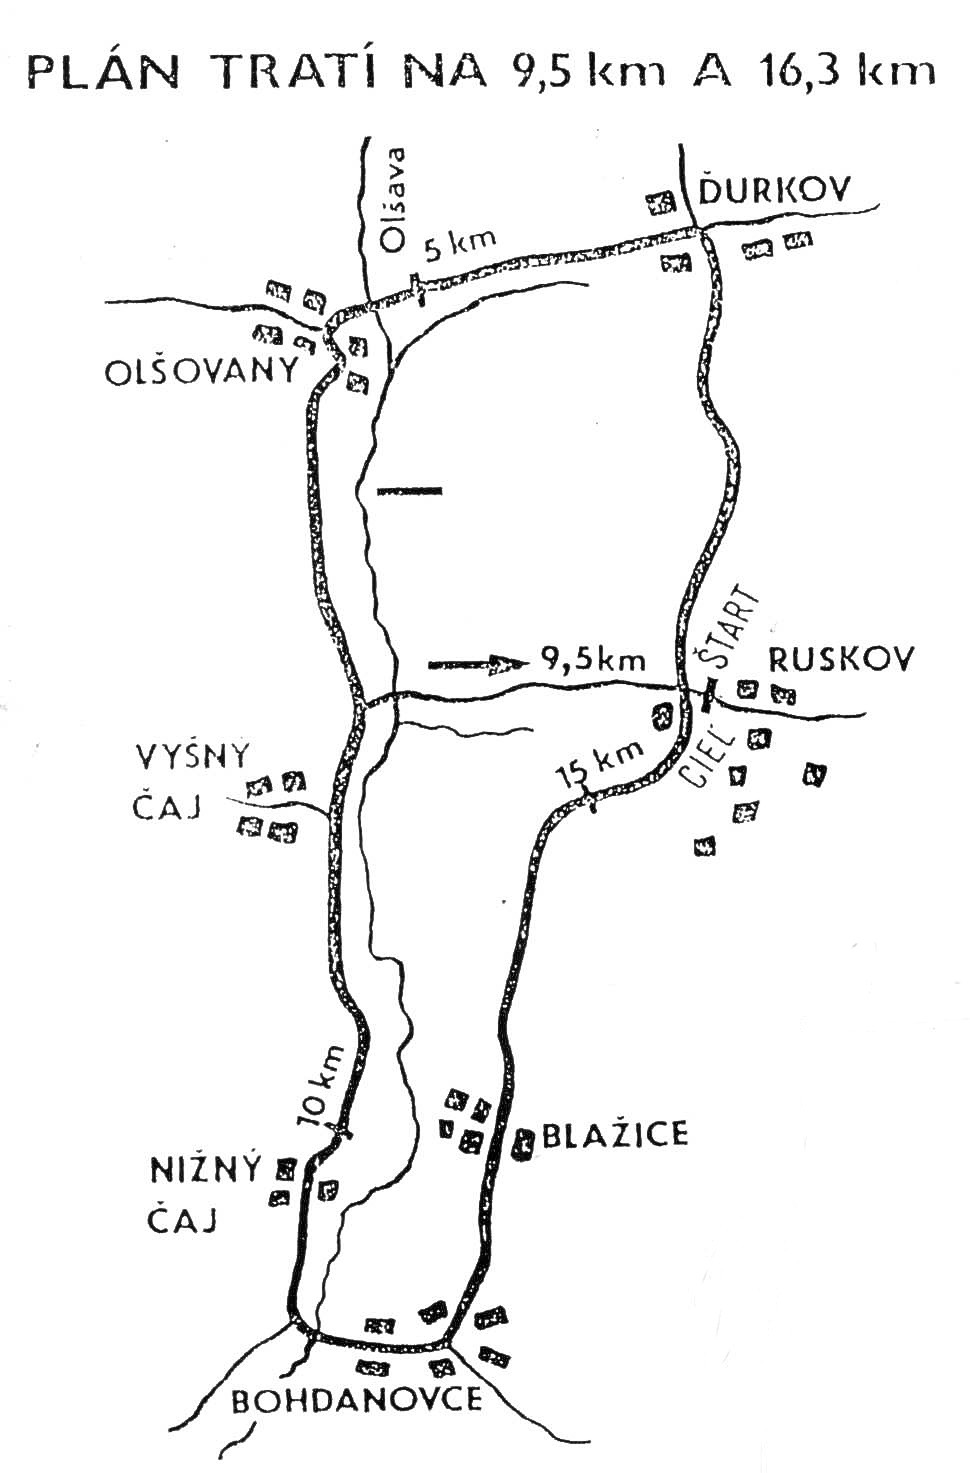 PLÁN TRATÍ NA 9,5 km A 16,3 km
Olšava
ĎURKOV
5 km
OLŠOVANY
ŠTART
9,5km
RUSKOV
CIEĽ
VYŠNÝ
ČAJ
15 km
10 km
BLAŽICE
NIŽNÝ
ČAJ
BOHDANOVCE